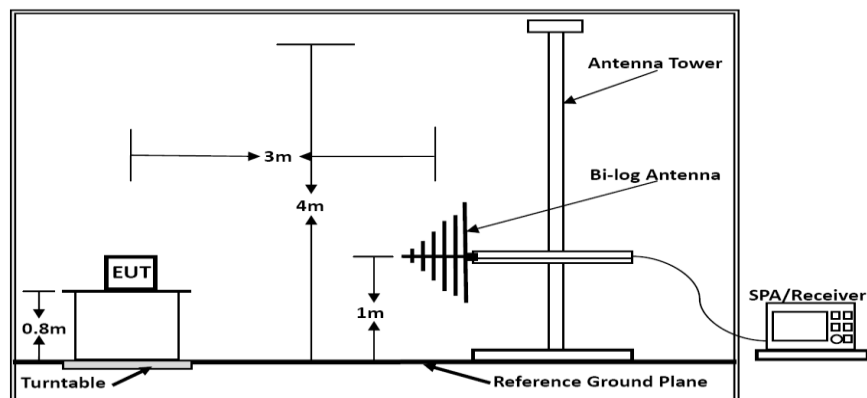 Antenna Tower
3m
Bi-log Antenna
4m
EUT
SPA/Receiver
0.8m
1m
Turntable
Reference Ground Plane